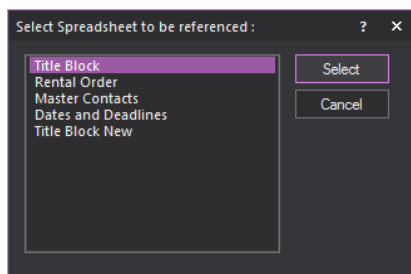 Select Spreadsheet to be referenced : ? ×
Title Block
Rental Order
Master Contacts
Dates and Deadlines
Title Block New
Select
Cancel